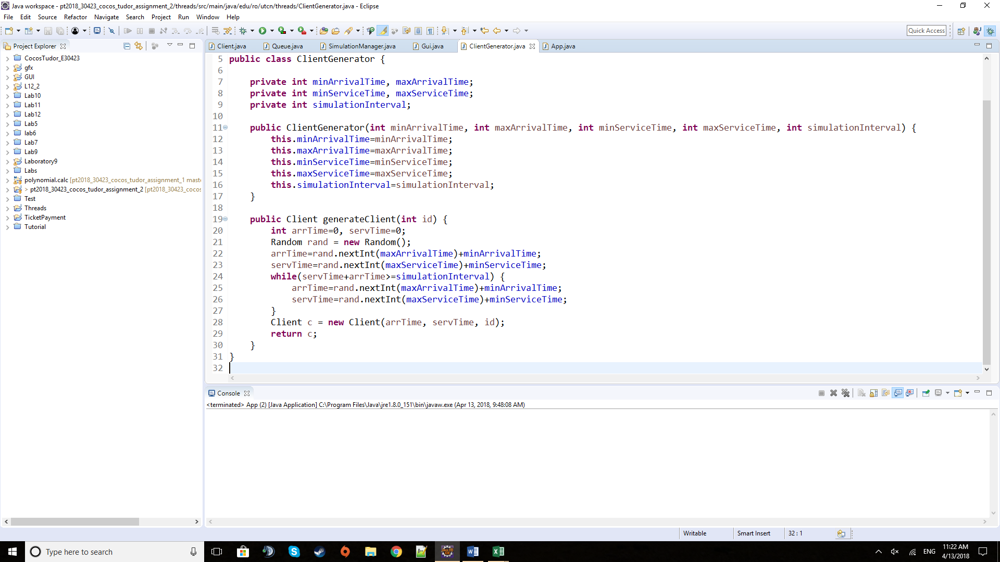 Java workspace - pt2018_30423_cocos_tudor_assignment_2/threads/src/main/java/edu/ro/utcn/threads/ClientGenerator.java - Eclipse
File Edit Source Refactor Navigate Search Project Run Window Help
Quick Access
Project Explorer
CocosTudor_E30423
gfx
GUI
L12_2
Lab10
Lab11
Lab12
Lab5
lab6
Lab7
Lab9
Laboratory9
Labs
polynomial.calc [pt2018_30423_cocos_tudor_assignment_1 maste
> pt2018_30423_cocos_tudor_assignment_2 [pt2018_30423_cocos
Test
Threads
TicketPayment
Tutorial
Client.java Queue.java SimulationManager.java Gui.java ClientGenerator.java App.java
5 public class ClientGenerator {
6
7 private int minArrivalTime, maxArrivalTime;
8 private int minServiceTime, maxServiceTime;
9 private int simulationInterval;
10
11 public ClientGenerator(int minArrivalTime, int maxArrivalTime, int minServiceTime, int maxServiceTime, int simulationInterval) {
12 this.minArrivalTime=minArrivalTime;
13 this.maxArrivalTime=maxArrivalTime;
14 this.minServiceTime=minServiceTime;
15 this.maxServiceTime=maxServiceTime;
16 this.simulationInterval=simulationInterval;
17 }
18
19 public Client generateClient(int id) {
20 int arrTime=0, servTime=0;
21 Random rand = new Random();
22 arrTime=rand.nextInt(maxArrivalTime)+minArrivalTime;
23 servTime=rand.nextInt(maxServiceTime)+minServiceTime;
24 while(servTime+arrTime>=simulationInterval) {
25 arrTime=rand.nextInt(maxArrivalTime)+minArrivalTime;
26 servTime=rand.nextInt(maxServiceTime)+minServiceTime;
27 }
28 Client c = new Client(arrTime, servTime, id);
29 return c;
30 }
31 }
32
Console
<terminated> App (2) [Java Application] C:\Program Files\Java\jre1.8.0_151\bin\javaw.exe (Apr 13, 2018, 9:48:08 AM)
Writable Smart Insert 32 : 1
Type here to search
ENG
11:22 AM
4/13/2018